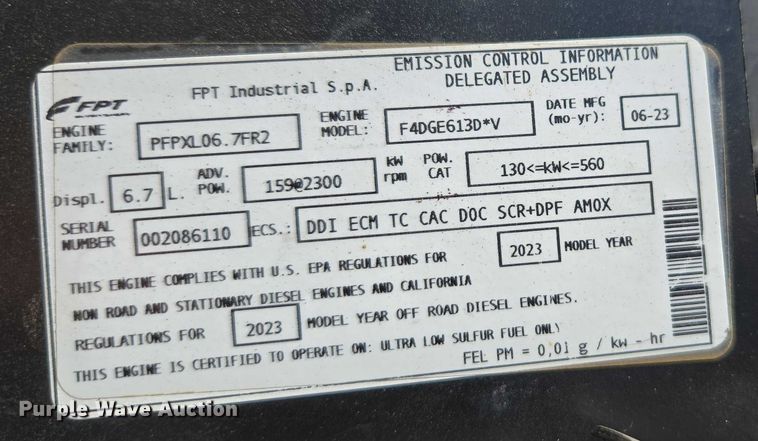 FPT
FPT Industrial S.p.A.
EMISSION CONTROL INFORMATION
DELEGATED ASSEMBLY
ENGINE FAMILY: PFPXL06.7FR2
ENGINE MODEL: F4DGE613D*V
DATE MFG (mo-yr): 06-23
Displ. 6.7 L.
ADV. POW. 159@2300 kW rpm
POW. CAT 130<=kW<=560
SERIAL NUMBER 002086110
ECS.: DDI ECM TC CAC DOC SCR+DPF AMOX
THIS ENGINE COMPLIES WITH U.S. EPA REGULATIONS FOR 2023 MODEL YEAR
NON ROAD AND STATIONARY DIESEL ENGINES AND CALIFORNIA
REGULATIONS FOR 2023 MODEL YEAR OFF ROAD DIESEL ENGINES.
THIS ENGINE IS CERTIFIED TO OPERATE ON: ULTRA LOW SULFUR FUEL ONLY
FEL PM = 0,01 g / kw - hr
Purple Wave Auction